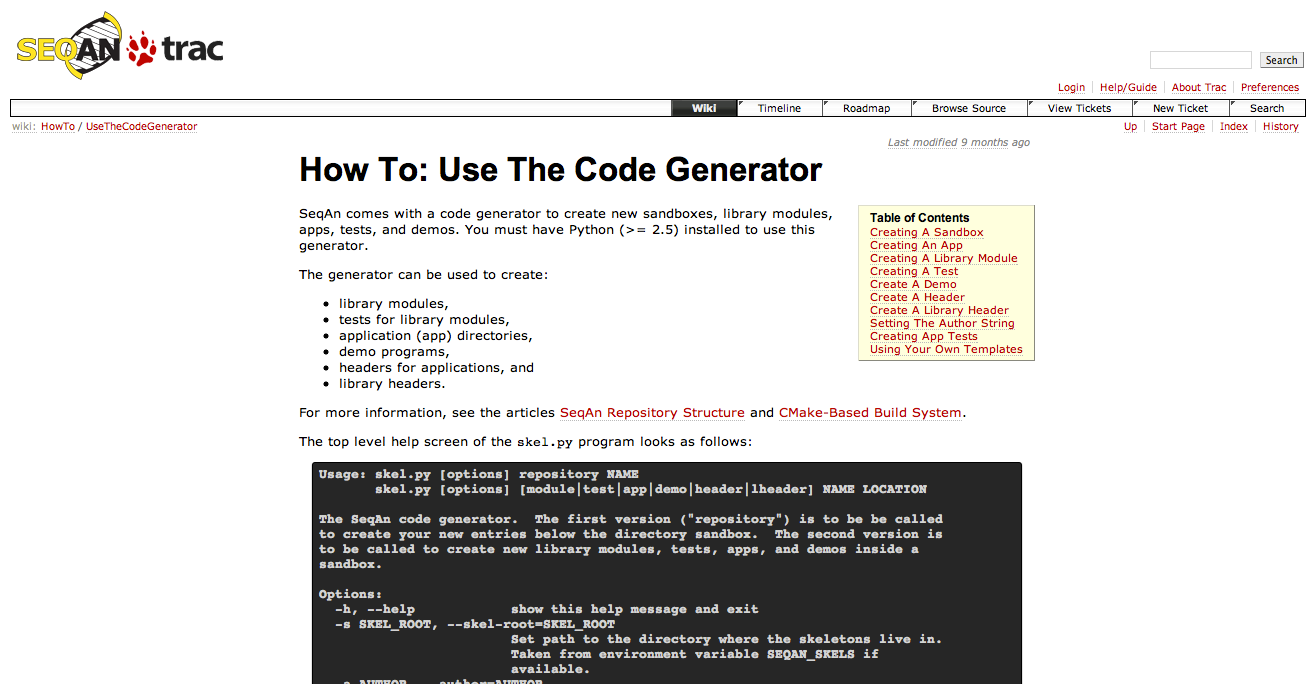 SEQAN trac
Search
Login Help/Guide About Trac Preferences
Wiki Timeline Roadmap Browse Source View Tickets New Ticket Search
wiki: HowTo / UseTheCodeGenerator
Up Start Page Index History
Last modified 9 months ago
How To: Use The Code Generator
SeqAn comes with a code generator to create new sandboxes, library modules,
apps, tests, and demos. You must have Python (>= 2.5) installed to use this
generator.
Table of Contents
Creating A Sandbox
Creating An App
Creating A Library Module
Creating A Test
Create A Demo
Create A Header
Create A Library Header
Setting The Author String
Creating App Tests
Using Your Own Templates
The generator can be used to create:
• library modules,
• tests for library modules,
• application (app) directories,
• demo programs,
• headers for applications, and
• library headers.
For more information, see the articles SeqAn Repository Structure and CMake-Based Build System.
The top level help screen of the skel.py program looks as follows:
Usage: skel.py [options] repository NAME
skel.py [options] [module|test|app|demo|header|lheader] NAME LOCATION
The SeqAn code generator.  The first version ("repository") is to be be called
to create your new entries below the directory sandbox.  The second version is
to be called to create new library modules, tests, apps, and demos inside a
sandbox.
Options:
-h, --help            show this help message and exit
-s SKEL_ROOT, --skel-root=SKEL_ROOT
Set path to the directory where the skeletons live in.
Taken from environment variable SEQAN_SKELS if
available.
-a AUTHOR, --author=AUTHOR